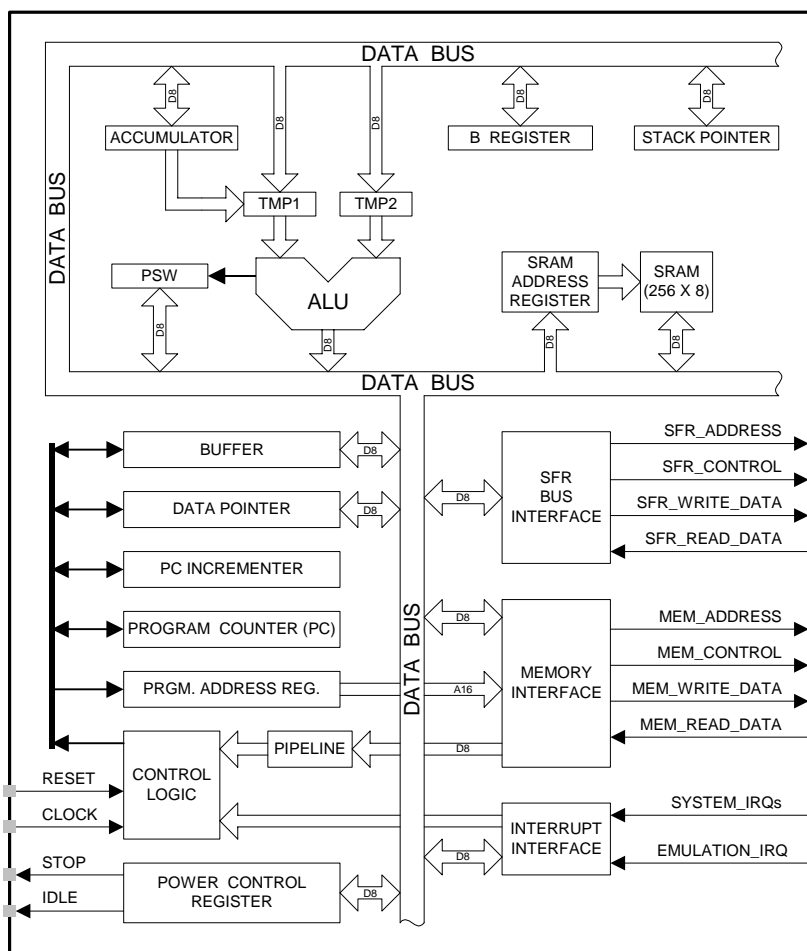 DATA BUS
D8
D8
D8
D8
D8
ACCUMULATOR
B REGISTER
STACK POINTER
DATA BUS
TMP1
TMP2
PSW
ALU
SRAM
ADDRESS
REGISTER
SRAM
(256 X 8)
D8
D8
D8
D8
DATA BUS
BUFFER
D8
DATA POINTER
D8
PC INCREMENTER
PROGRAM COUNTER (PC)
PRGM. ADDRESS REG.
A16
DATA BUS
D8
SFR
BUS
INTERFACE
SFR_ADDRESS
SFR_CONTROL
SFR_WRITE_DATA
SFR_READ_DATA
D8
MEMORY
INTERFACE
MEM_ADDRESS
MEM_CONTROL
MEM_WRITE_DATA
MEM_READ_DATA
CONTROL
LOGIC
PIPELINE
D8
RESET
CLOCK
INTERRUPT
INTERFACE
D8
SYSTEM_IRQs
EMULATION_IRQ
STOP
IDLE
POWER CONTROL
REGISTER
D8